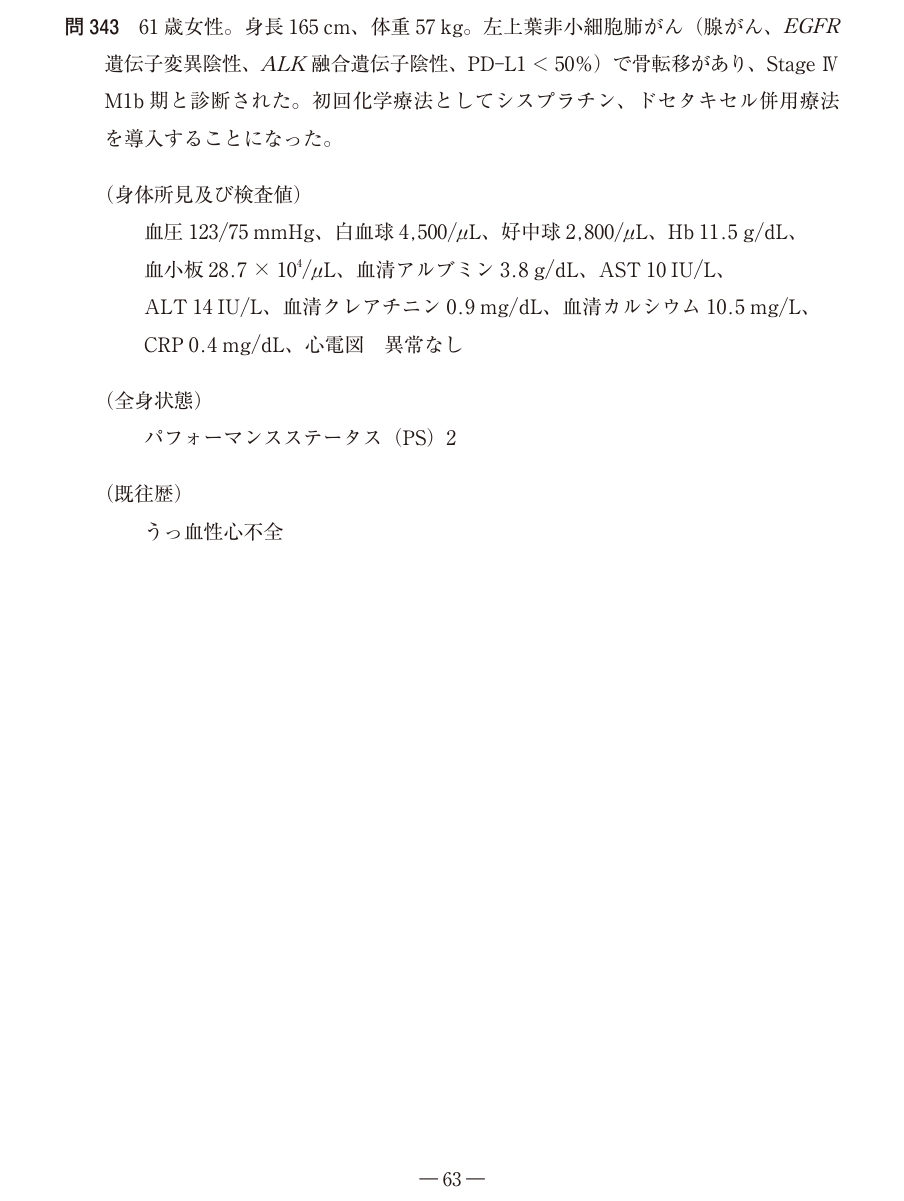 問 343 61 歳女性。身長 165 cm、体重 57 kg。左上葉非小細胞肺がん（腺がん、EGFR
遺伝子変異陰性、ALK 融合遺伝子陰性、PD-L1 < 50%）で骨転移があり、Stage Ⅳ
M1b 期と診断された。初回化学療法としてシスプラチン、ドセタキセル併用療法
を導入することになった。
（身体所見及び検査値）
血圧 123/75 mmHg、白血球 4,500/μL、好中球 2,800/μL、Hb 11.5 g/dL、
血小板 28.7 × 10⁴/μL、血清アルブミン 3.8 g/dL、AST 10 IU/L、
ALT 14 IU/L、血清クレアチニン 0.9 mg/dL、血清カルシウム 10.5 mg/L、
CRP 0.4 mg/dL、心電図 異常なし
（全身状態）
パフォーマンスステータス（PS）2
（既往歴）
うっ血性心不全
— 63 —